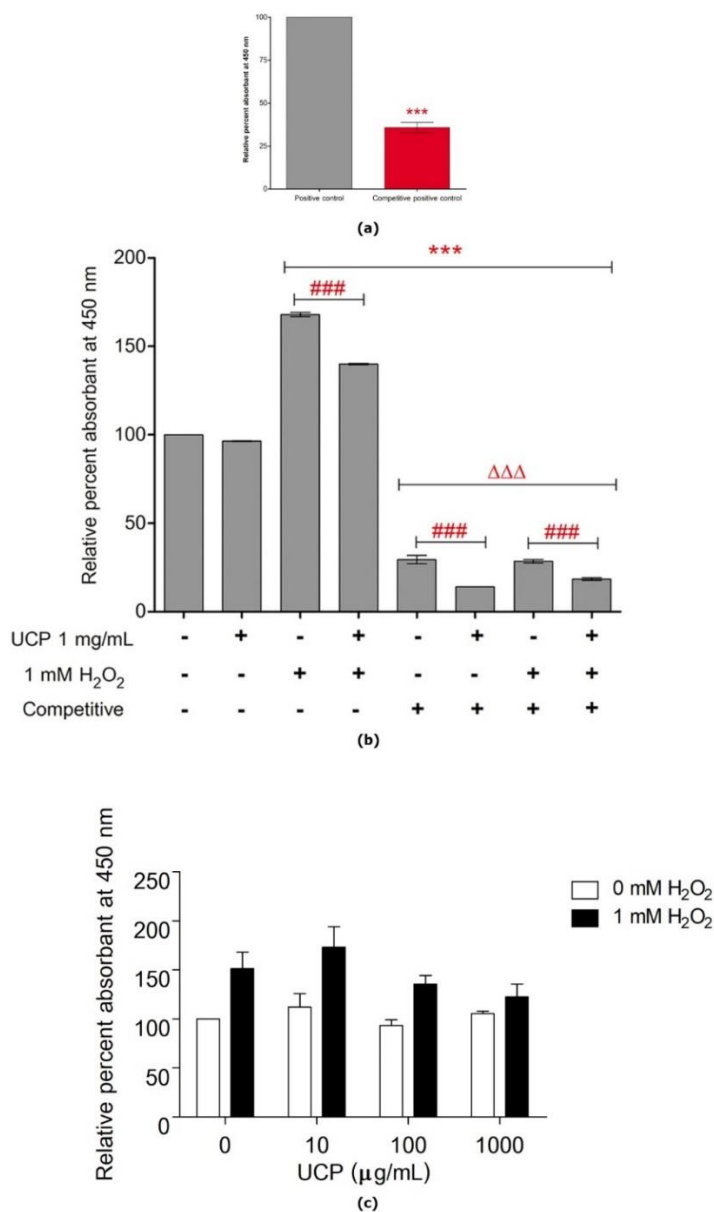 Relative percent absorbant at 450 nm
100
75
50
25
0
***
Positive control
Competitive positive control
(a)
Relative percent absorbant at 450 nm
200
150
100
50
0
***
###
ΔΔΔ
###
###
UCP 1 mg/mL - + - + - + - +
1 mM H₂O₂ - - + + - - + +
Competitive - - - - + + + +
(b)
Relative percent absorbant at 450 nm
250
200
150
100
50
0
0 mM H₂O₂
1 mM H₂O₂
0 10 100 1000
UCP (μg/mL)
(c)